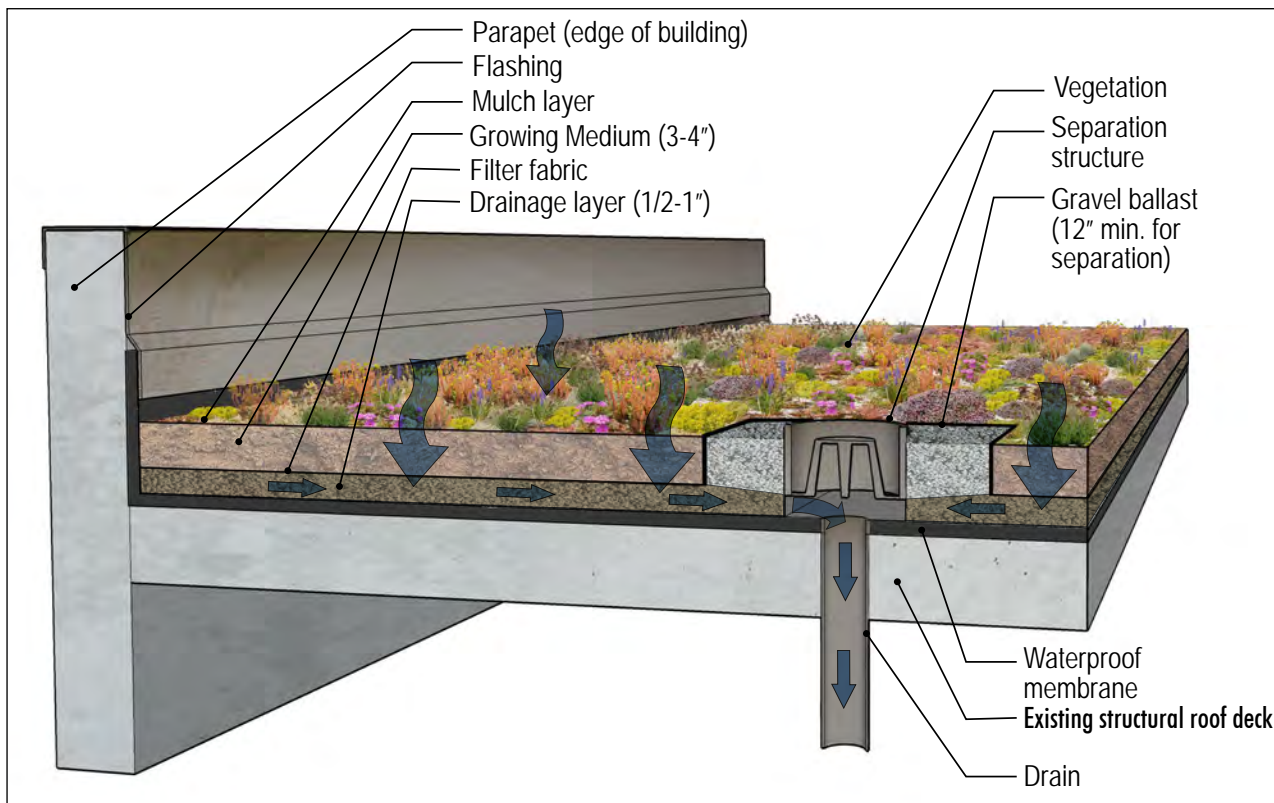 Parapet (edge of building)
Flashing
Mulch layer
Growing Medium (3-4")
Filter fabric
Drainage layer (1/2-1")
Vegetation
Separation
structure
Gravel ballast
(12" min. for
separation)
Waterproof
membrane
Existing structural roof deck
Drain